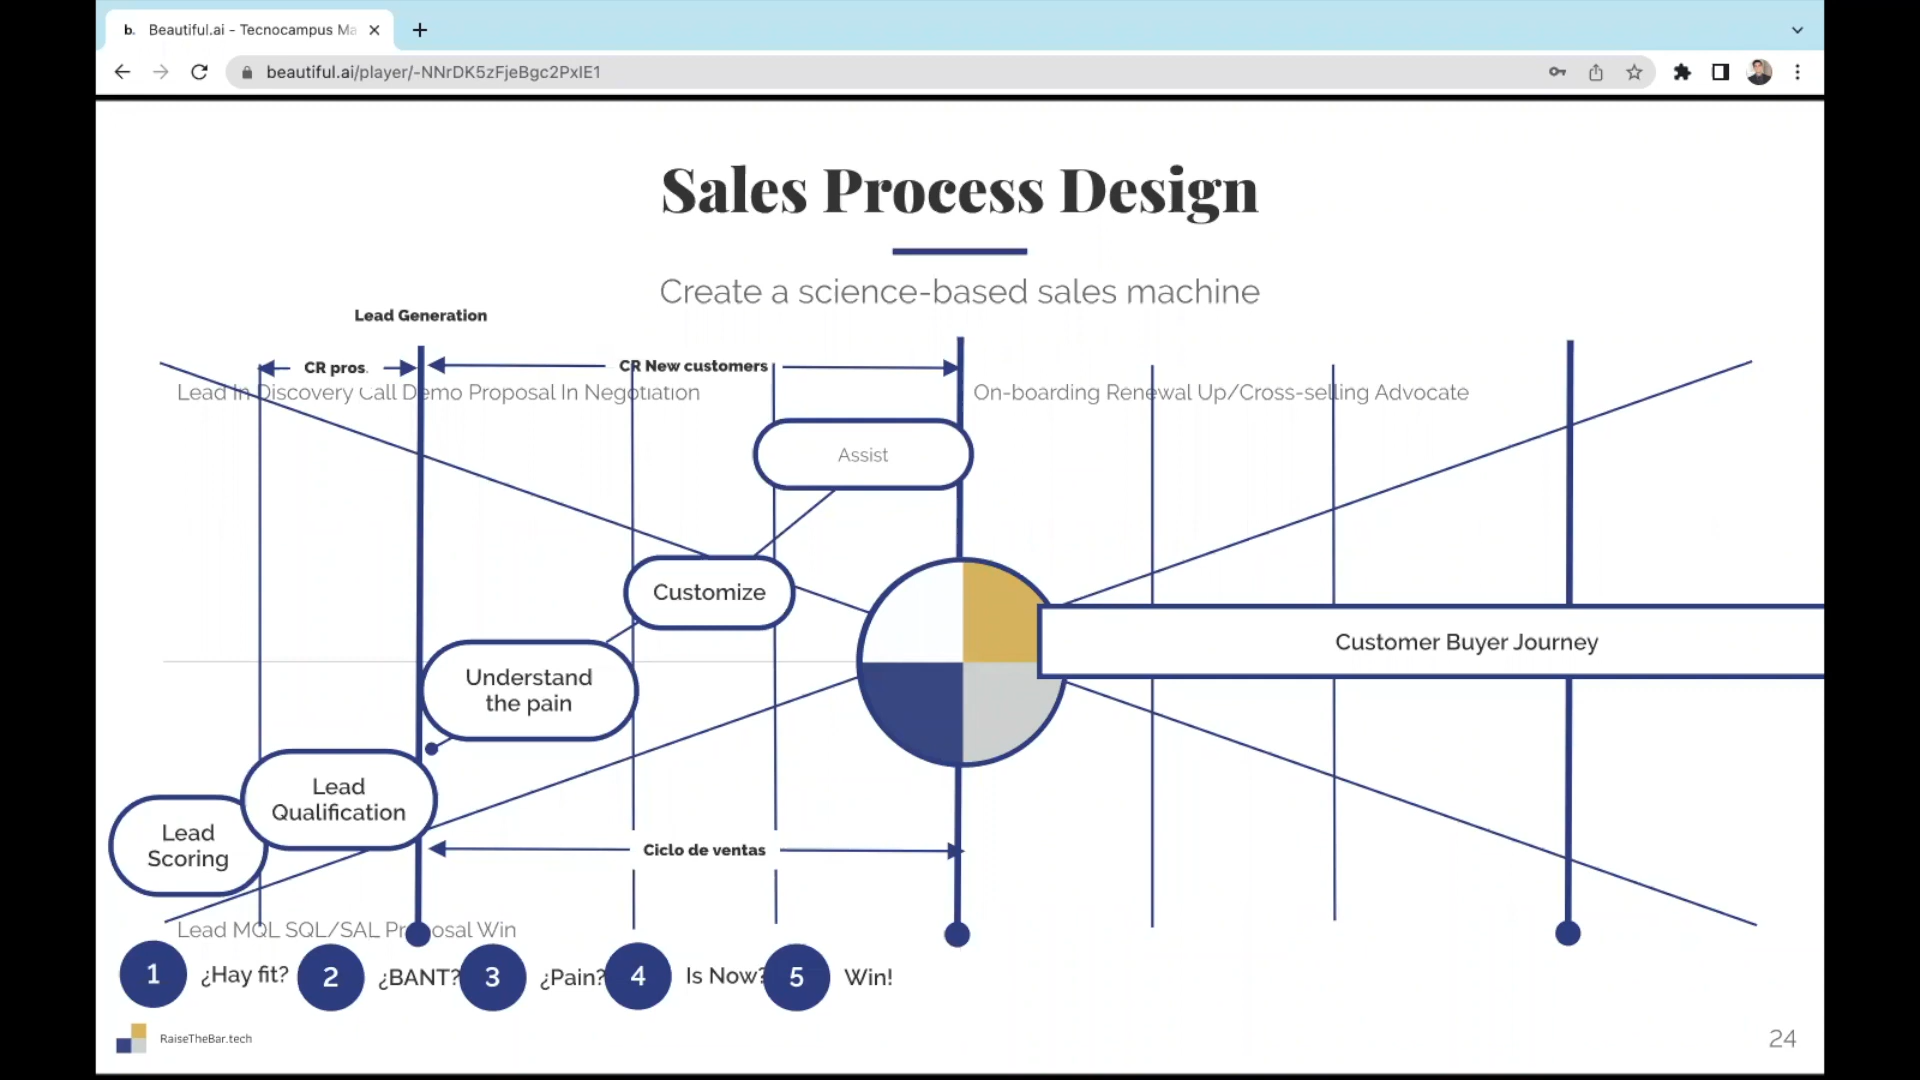 b. Beautiful.ai - Tecnocampus Ma
beautiful.ai/player/-NNrDK5zFjeBgc2PxIE1
Sales Process Design
Create a science-based sales machine
Lead Generation
CR pros.
CR New customers
Lead In Discovery Call Demo Proposal In Negotiation
On-boarding Renewal Up/Cross-selling Advocate
Assist
Customize
Customer Buyer Journey
Understand
the pain
Lead
Qualification
Lead
Scoring
Ciclo de ventas
Lead MQL SQL/SAL Proposal Win
1 ¿Hay fit? 2 ¿BANT? 3 ¿Pain? 4 Is Now? 5 Win!
RaiseTheBar.tech
24